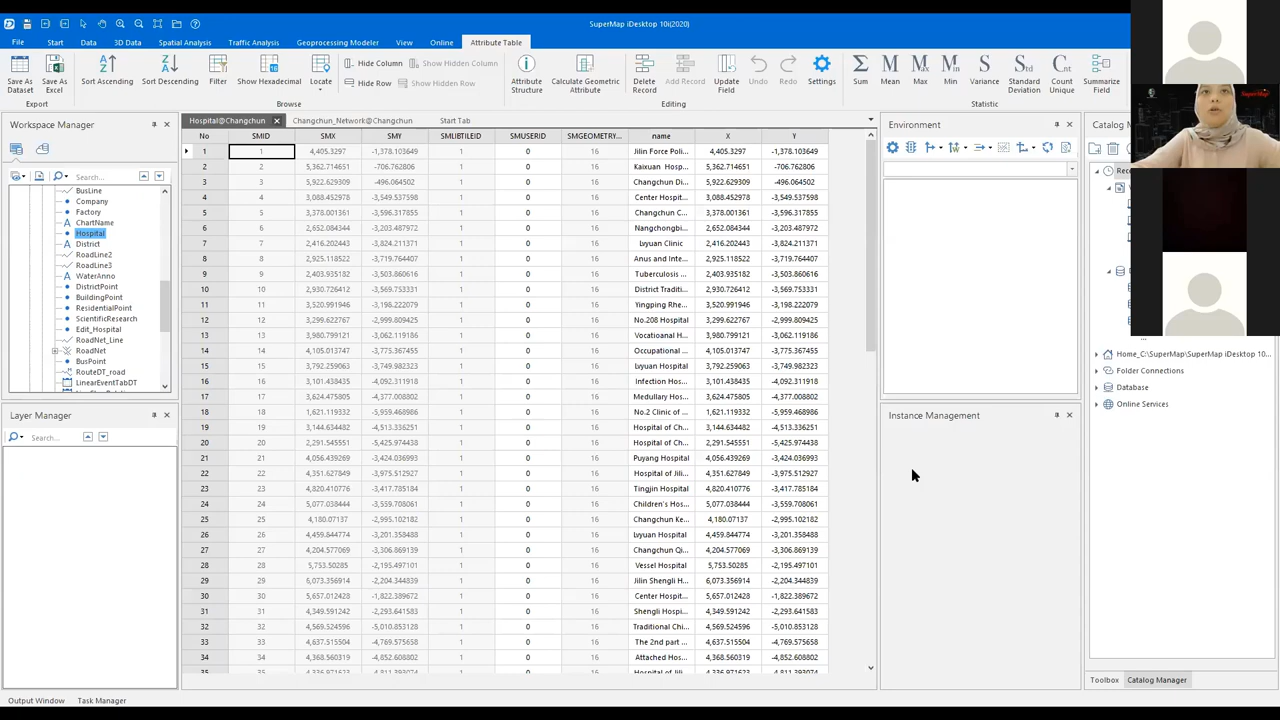 SuperMap iDesktop 10i(2020)
File Start Data 3D Data Spatial Analysis Traffic Analysis Geoprocessing Modeler View Online Attribute Table
Save As Dataset Save As Excel Sort Ascending Sort Descending Filter Show Hexadecimal Locate Hide Column Show Hidden Column Hide Row Show Hidden Row Attribute Structure Calculate Geometric Attribute Delete Record Add Record Update Field Undo Redo Settings Sum Mean Max Min Variance Standard Deviation Count Unique Summarize Field
Export Browse Editing Statistic
Workspace Manager
Search...
BusLine
Company
Factory
ChartName
Hospital
District
RoadLine2
RoadLine3
WaterAnno
DistrictPoint
BuildingPoint
ResidentialPoint
ScientificResearch
Edit_Hospital
RoadNet_Line
RoadNet
BusPoint
RouteDT_road
LinearEventTabDT
Layer Manager
Search...
Hospital@Changchun Changchun_Network@Changchun Start Tab
No SMID SMX SMY SMLIBTILEID SMUSERID SMGEOMETRY... name X Y
1 1 4,405.3297 -1,378.103649 1 0 16 Jilin Force Poli... 4,405.3297 -1,378.103649
2 2 5,362.714651 -706.762806 1 0 16 Kaixuan Hosp... 5,362.714651 -706.762806
3 3 5,922.629309 -496.064502 1 0 16 Changchun Di... 5,922.629309 -496.064502
4 4 3,088.452978 -3,549.537598 1 0 16 Center Hospit... 3,088.452978 -3,549.537598
5 5 3,378.001361 -3,596.317855 1 0 16 Changchun C... 3,378.001361 -3,596.317855
6 6 2,652.084344 -3,203.487972 1 0 16 Nangchongbi... 2,652.084344 -3,203.487972
7 7 2,416.202443 -3,824.211371 1 0 16 Lvyuan Clinic 2,416.202443 -3,824.211371
8 8 2,925.118522 -3,719.764407 1 0 16 Anus and Inte... 2,925.118522 -3,719.764407
9 9 2,403.935182 -3,503.860616 1 0 16 Tuberculosis ... 2,403.935182 -3,503.860616
10 10 2,930.726412 -3,569.753331 1 0 16 District Traditi... 2,930.726412 -3,569.753331
11 11 3,520.991946 -3,198.222079 1 0 16 Yingping Rhe... 3,520.991946 -3,198.222079
12 12 3,299.622767 -2,999.809425 1 0 16 No.208 Hospital 3,299.622767 -2,999.809425
13 13 3,980.799121 -3,062.119186 1 0 16 Vocatioanal H... 3,980.799121 -3,062.119186
14 14 4,105.013747 -3,775.367455 1 0 16 Occupational ... 4,105.013747 -3,775.367455
15 15 3,792.259063 -3,749.982323 1 0 16 Lvyuan Hospital 3,792.259063 -3,749.982323
16 16 3,101.438435 -4,092.311918 1 0 16 Infection Hos... 3,101.438435 -4,092.311918
17 17 3,624.475805 -4,377.008802 1 0 16 Medullary Hos... 3,624.475805 -4,377.008802
18 18 1,621.119332 -5,959.468986 1 0 16 No.2 Clinic of ... 1,621.119332 -5,959.468986
19 19 3,144.634482 -4,513.336251 1 0 16 Hospital of Ch... 3,144.634482 -4,513.336251
20 20 2,291.545551 -5,425.974438 1 0 16 Hospital of Ch... 2,291.545551 -5,425.974438
21 21 4,056.439269 -3,424.036993 1 0 16 Puyang Hospital 4,056.439269 -3,424.036993
22 22 4,351.627849 -3,975.512927 1 0 16 Hospital of Jili... 4,351.627849 -3,975.512927
23 23 4,820.410776 -3,417.785184 1 0 16 Tingjin Hospital 4,820.410776 -3,417.785184
24 24 5,077.038444 -3,559.708061 1 0 16 Children's Hos... 5,077.038444 -3,559.708061
25 25 4,180.07137 -2,995.102182 1 0 16 Changchun Ke... 4,180.07137 -2,995.102182
26 26 4,459.844774 -3,201.358488 1 0 16 Lvyuan Hospital 4,459.844774 -3,201.358488
27 27 4,204.577069 -3,306.869139 1 0 16 Changchun Qi... 4,204.577069 -3,306.869139
28 28 5,753.50285 -2,195.497101 1 0 16 Vessel Hospital 5,753.50285 -2,195.497101
29 29 6,073.359514 -2,204.344839 1 0 16 Jilin Shengli H... 6,073.359514 -2,204.344839
30 30 5,657.012428 -1,822.389672 1 0 16 Center Hospit... 5,657.012428 -1,822.389672
31 31 4,349.591242 -2,293.641583 1 0 16 Shengli Hospi... 4,349.591242 -2,293.641583
32 32 4,569.524596 -5,010.853128 1 0 16 Traditional Chi... 4,569.524596 -5,010.853128
33 33 4,637.515504 -4,769.575658 1 0 16 The 2nd part ... 4,637.515504 -4,769.575658
34 34 4,368.560319 -4,852.608802 1 0 16 Attached Hos... 4,368.560319 -4,852.608802
Environment
Instance Management
Catalog M
SuperMap
Home_C:\SuperMap\SuperMap iDesktop 10...
Folder Connections
Database
Online Services
Toolbox Catalog Manager
Output Window Task Manager